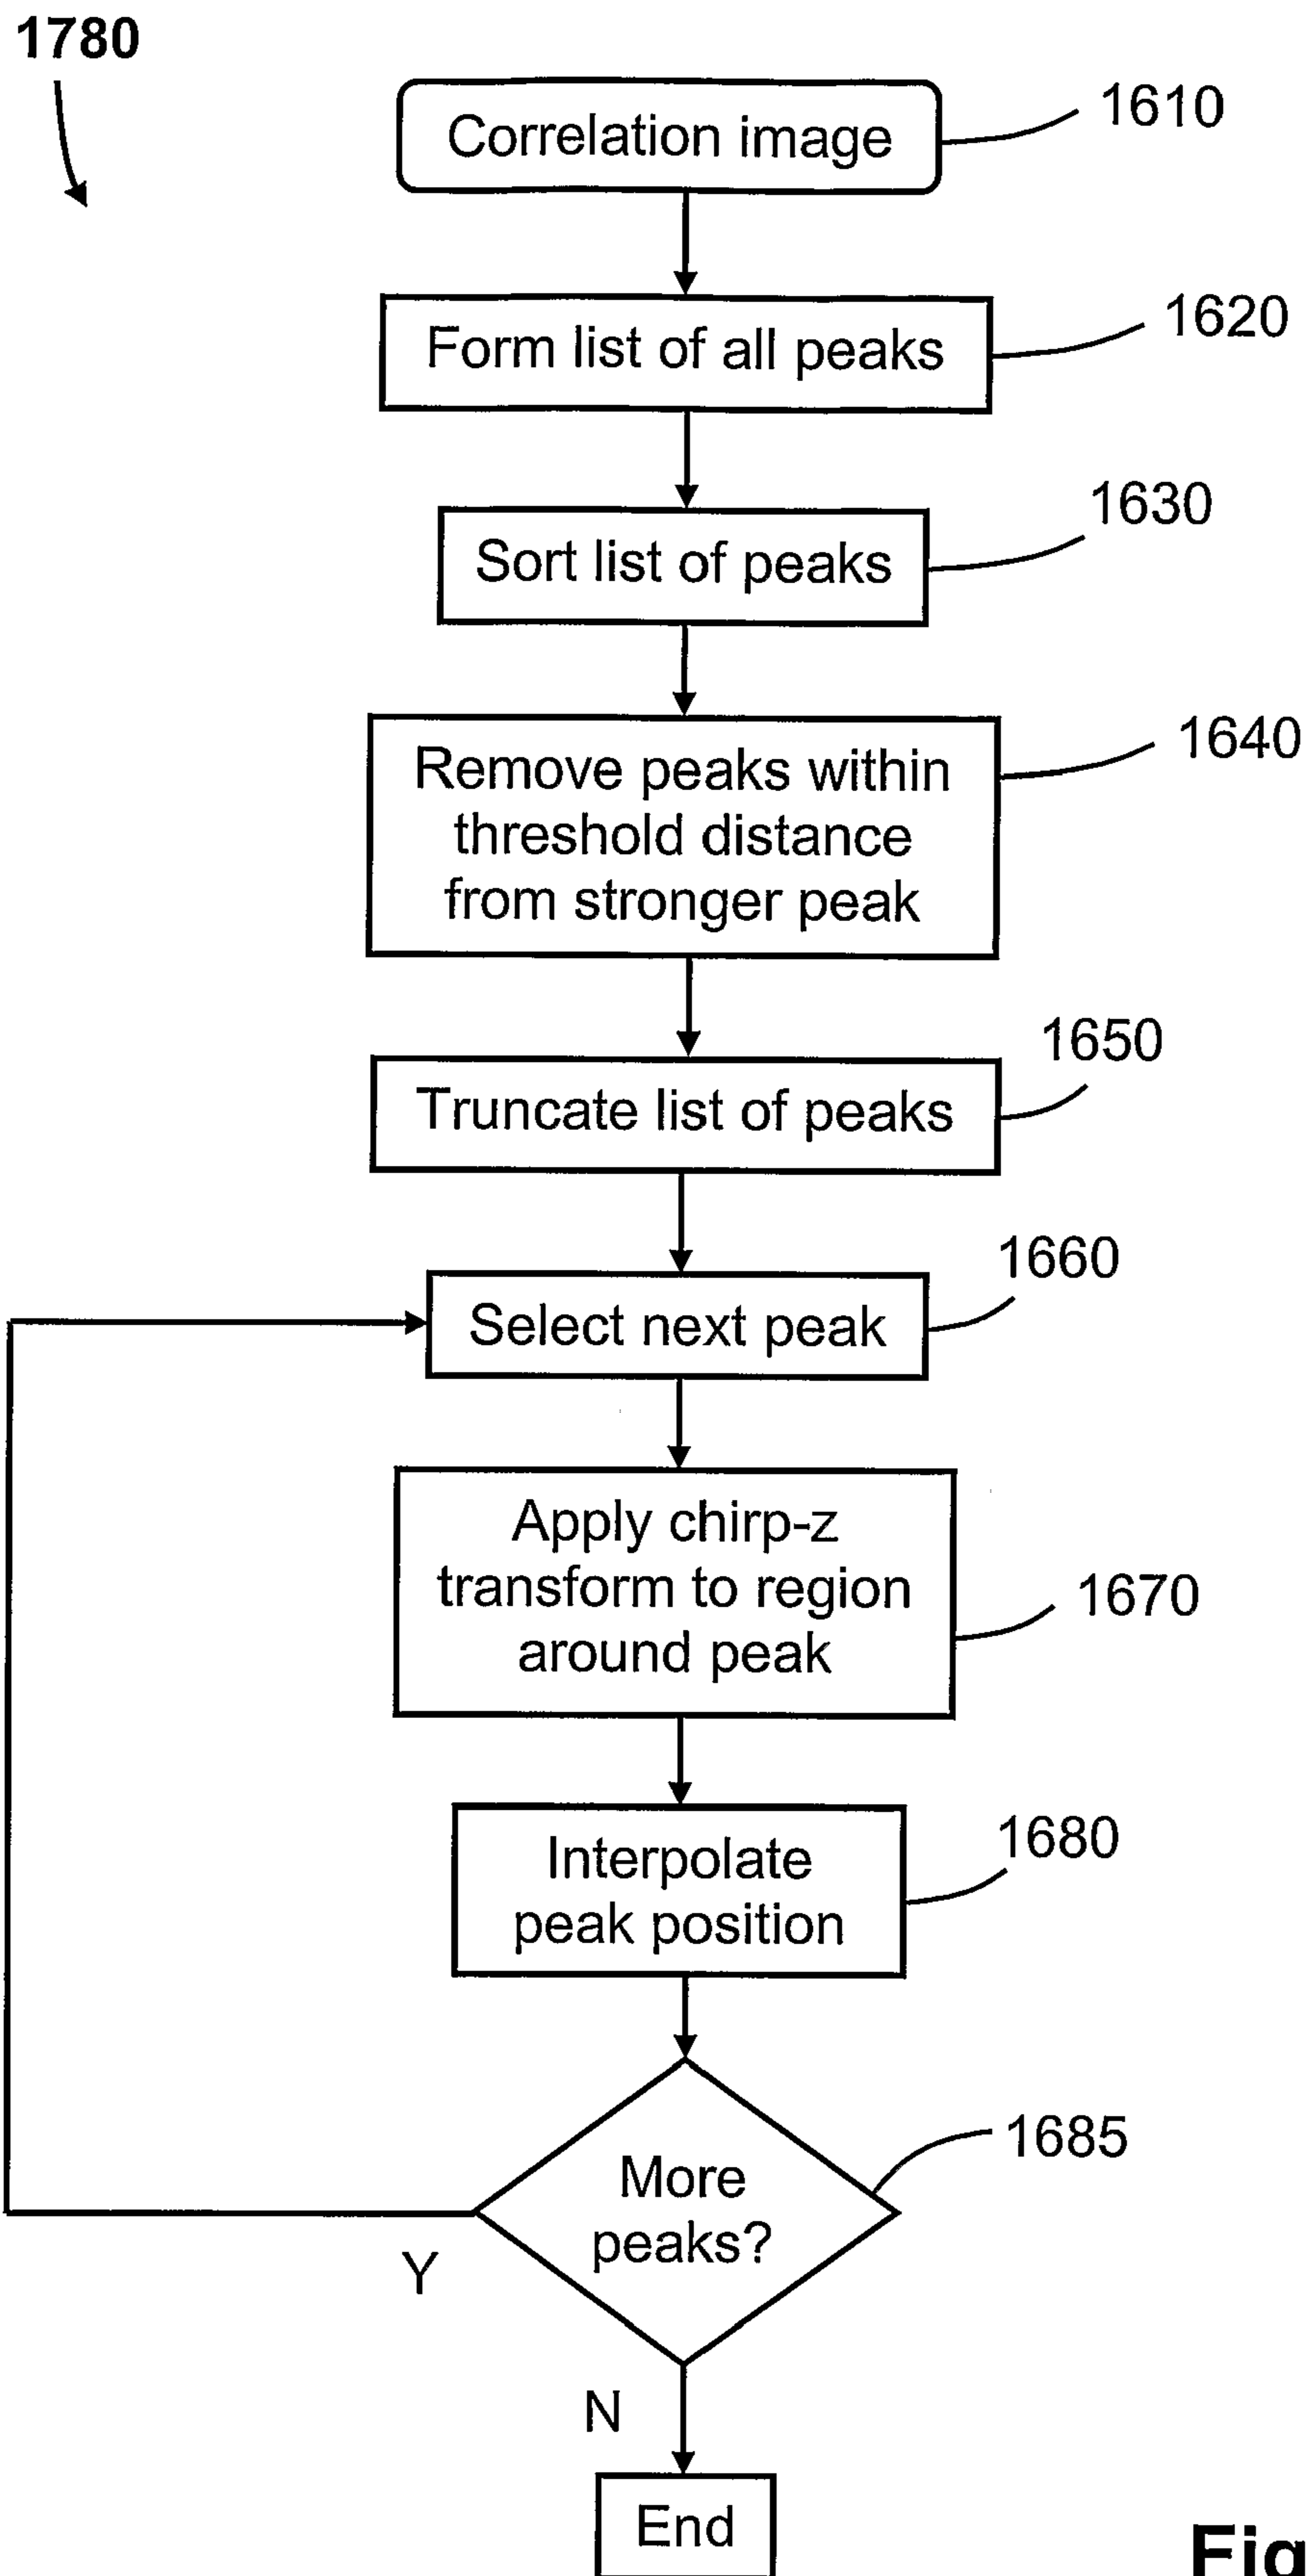 1780
Correlation image
1610
Form list of all peaks
1620
Sort list of peaks
1630
Remove peaks within
threshold distance
from stronger peak
1640
Truncate list of peaks
1650
Select next peak
1660
Apply chirp-z
transform to region
around peak
1670
Interpolate
peak position
1680
More
peaks?
1685
Y
N
End
Fig